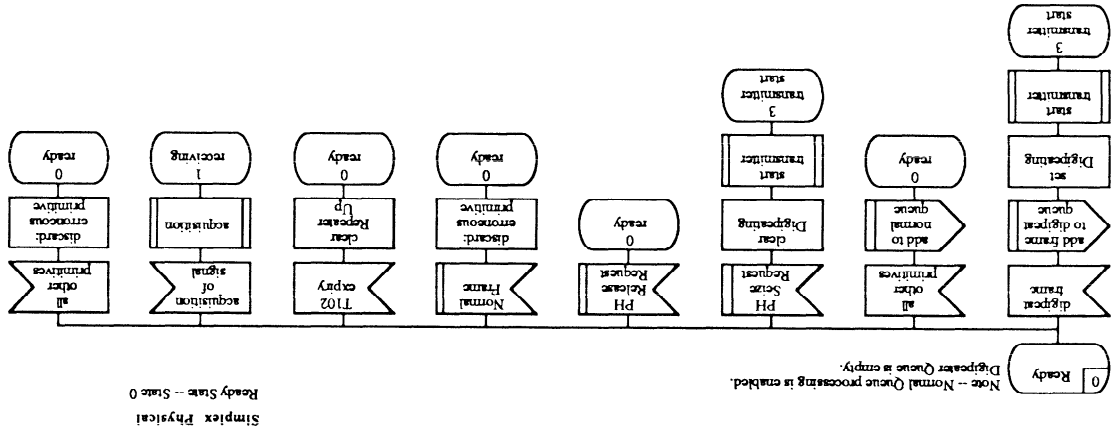 Simplex Physical
Ready State -- State 0
Note -- Normal Queue processing is enabled.
Digipeater Queue is empty.
0
Ready
digipeat
frame
add frame
to digipeat
queue
set
Digipeating
start
transmitter
3
transmitter
start
all
other
primitives
add to
normal
queue
0
ready
PH
Seize
Request
clear
Digipeating
start
transmitter
3
transmitter
start
PH
Release
Request
0
ready
Normal
Frame
discard:
erroneous
primitive
0
ready
T102
expiry
clear
Repeater
Up
0
ready
acquisition
of
signal
acquisition
1
receiving
all
other
primitives
discard:
erroneous
primitive
0
ready